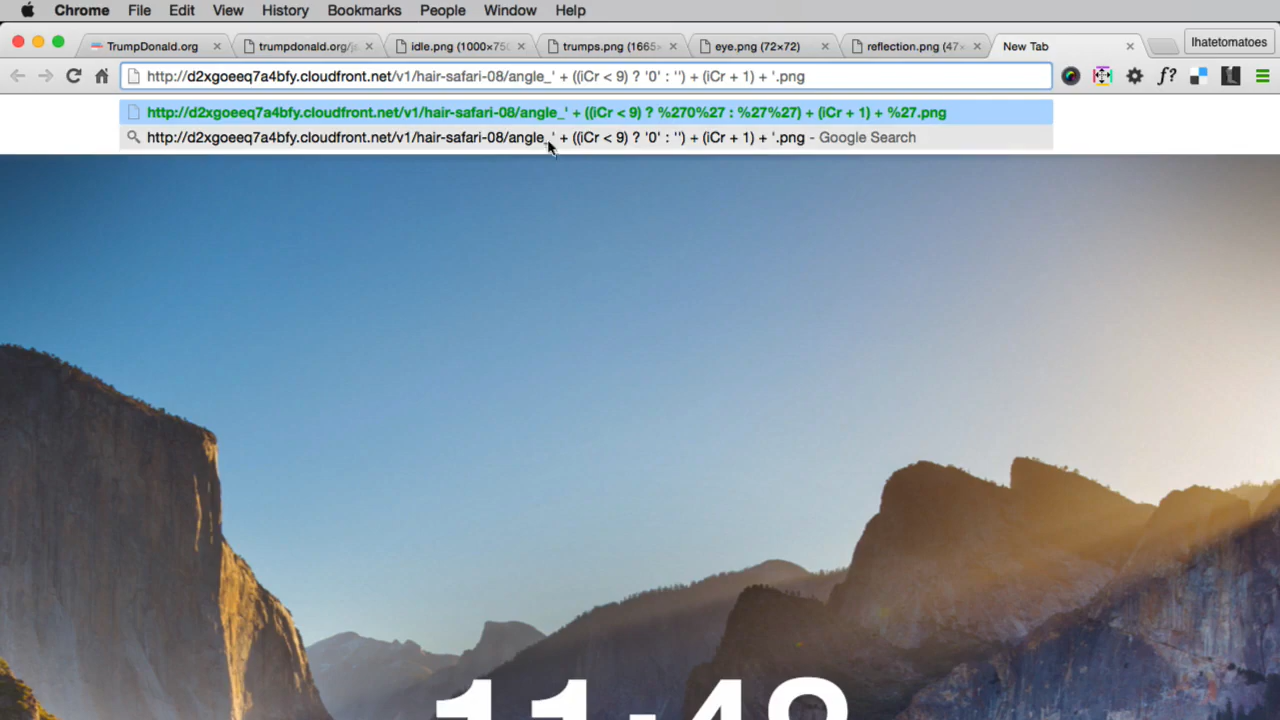 Chrome File Edit View History Bookmarks People Window Help
TrumpDonald.org trumpdonald.org/j idle.png (1000×75 trumps.png (1665× eye.png (72×72) reflection.png (47× New Tab Ihatetomatoes
http://d2xgoeeq7a4bfy.cloudfront.net/v1/hair-safari-08/angle_' + ((iCr < 9) ? '0' : '') + (iCr + 1) + '.png f?
http://d2xgoeeq7a4bfy.cloudfront.net/v1/hair-safari-08/angle_' + ((iCr < 9) ? %270%27 : %27%27) + (iCr + 1) + %27.png
http://d2xgoeeq7a4bfy.cloudfront.net/v1/hair-safari-08/angle_' + ((iCr < 9) ? '0' : '') + (iCr + 1) + '.png - Google Search
11:48